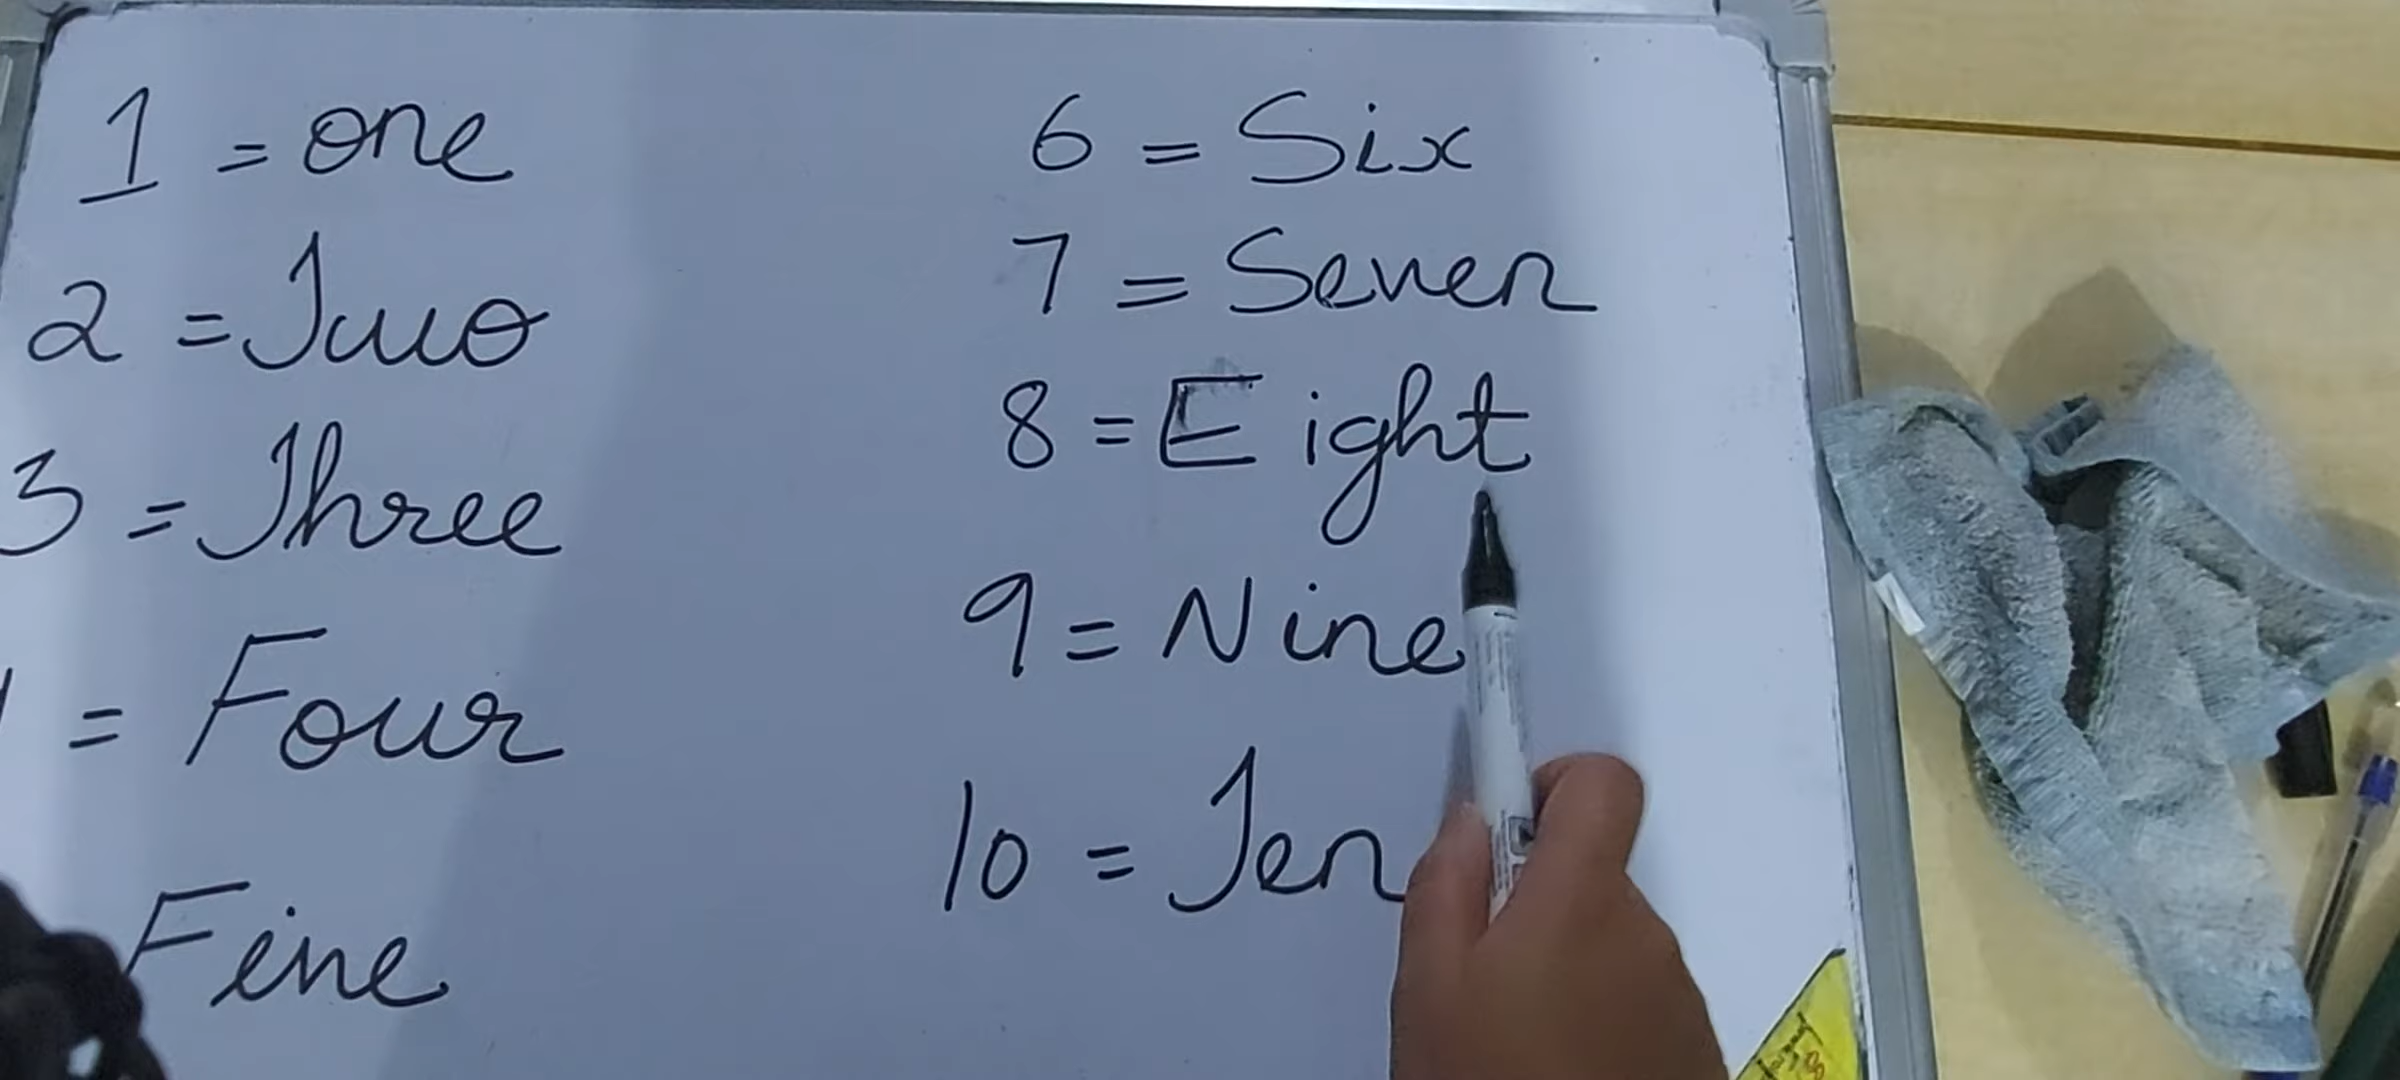 1 = one
2 = Two
3 = Three
= Four
Five
6 = Six
7 = Seven
8 = Eight
9 = Nine
10 = Ten